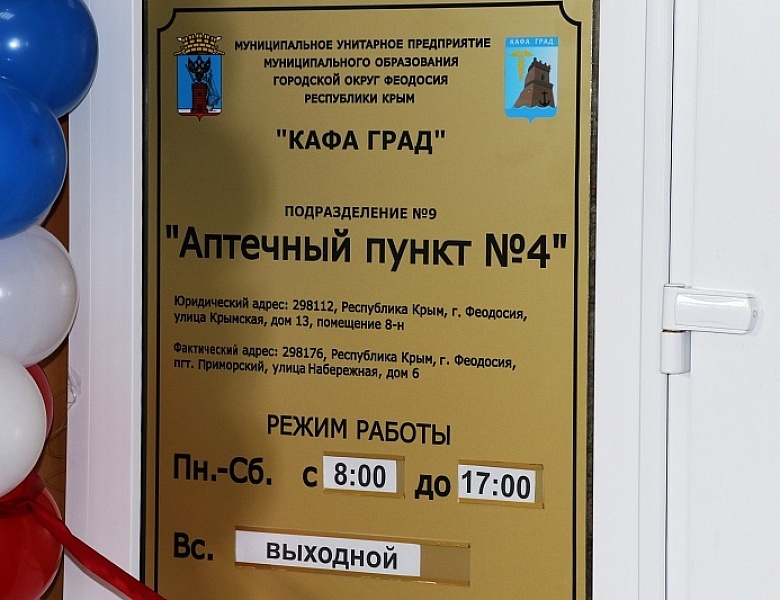 МУНИЦИПАЛЬНОЕ УНИТАРНОЕ ПРЕДПРИЯТИЕ
МУНИЦИПАЛЬНОГО ОБРАЗОВАНИЯ
ГОРОДСКОЙ ОКРУГ ФЕОДОСИЯ
РЕСПУБЛИКИ КРЫМ
КАФА ГРАД
"КАФА ГРАД"
ПОДРАЗДЕЛЕНИЕ №9
"Аптечный пункт №4"
Юридический адрес: 298112, Республика Крым, г. Феодосия,
улица Крымская, дом 13, помещение 8-н
Фактический адрес: 298176, Республика Крым, г. Феодосия,
пгт. Приморский, улица Набережная, дом 6
РЕЖИМ РАБОТЫ
Пн.-Сб. с 8:00 до 17:00
Вс. ВЫХОДНОЙ